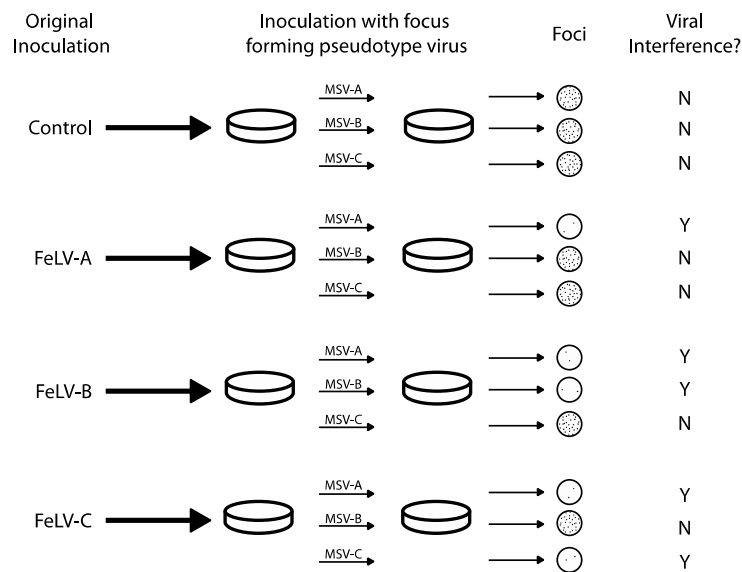 Original
Inoculation
Inoculation with focus
forming pseudotype virus
Foci
Viral
Interference?
Control
MSV-A
N
MSV-B
N
MSV-C
N
FeLV-A
MSV-A
Y
MSV-B
N
MSV-C
N
FeLV-B
MSV-A
Y
MSV-B
Y
MSV-C
N
FeLV-C
MSV-A
Y
MSV-B
N
MSV-C
Y